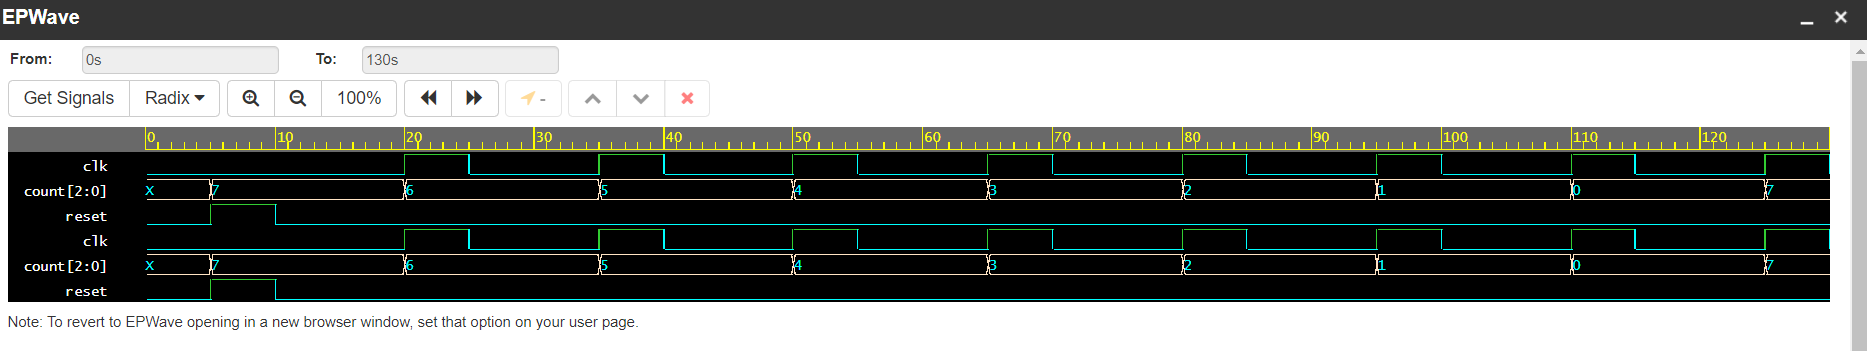 EPWave
From: 0s To: 130s
Get Signals Radix 100% -
0 10 20 30 40 50 60 70 80 90 100 110 120
clk
count[2:0] X 7 6 5 4 3 2 1 0 7
reset
clk
count[2:0] X 7 6 5 4 3 2 1 0 7
reset
Note: To revert to EPWave opening in a new browser window, set that option on your user page.